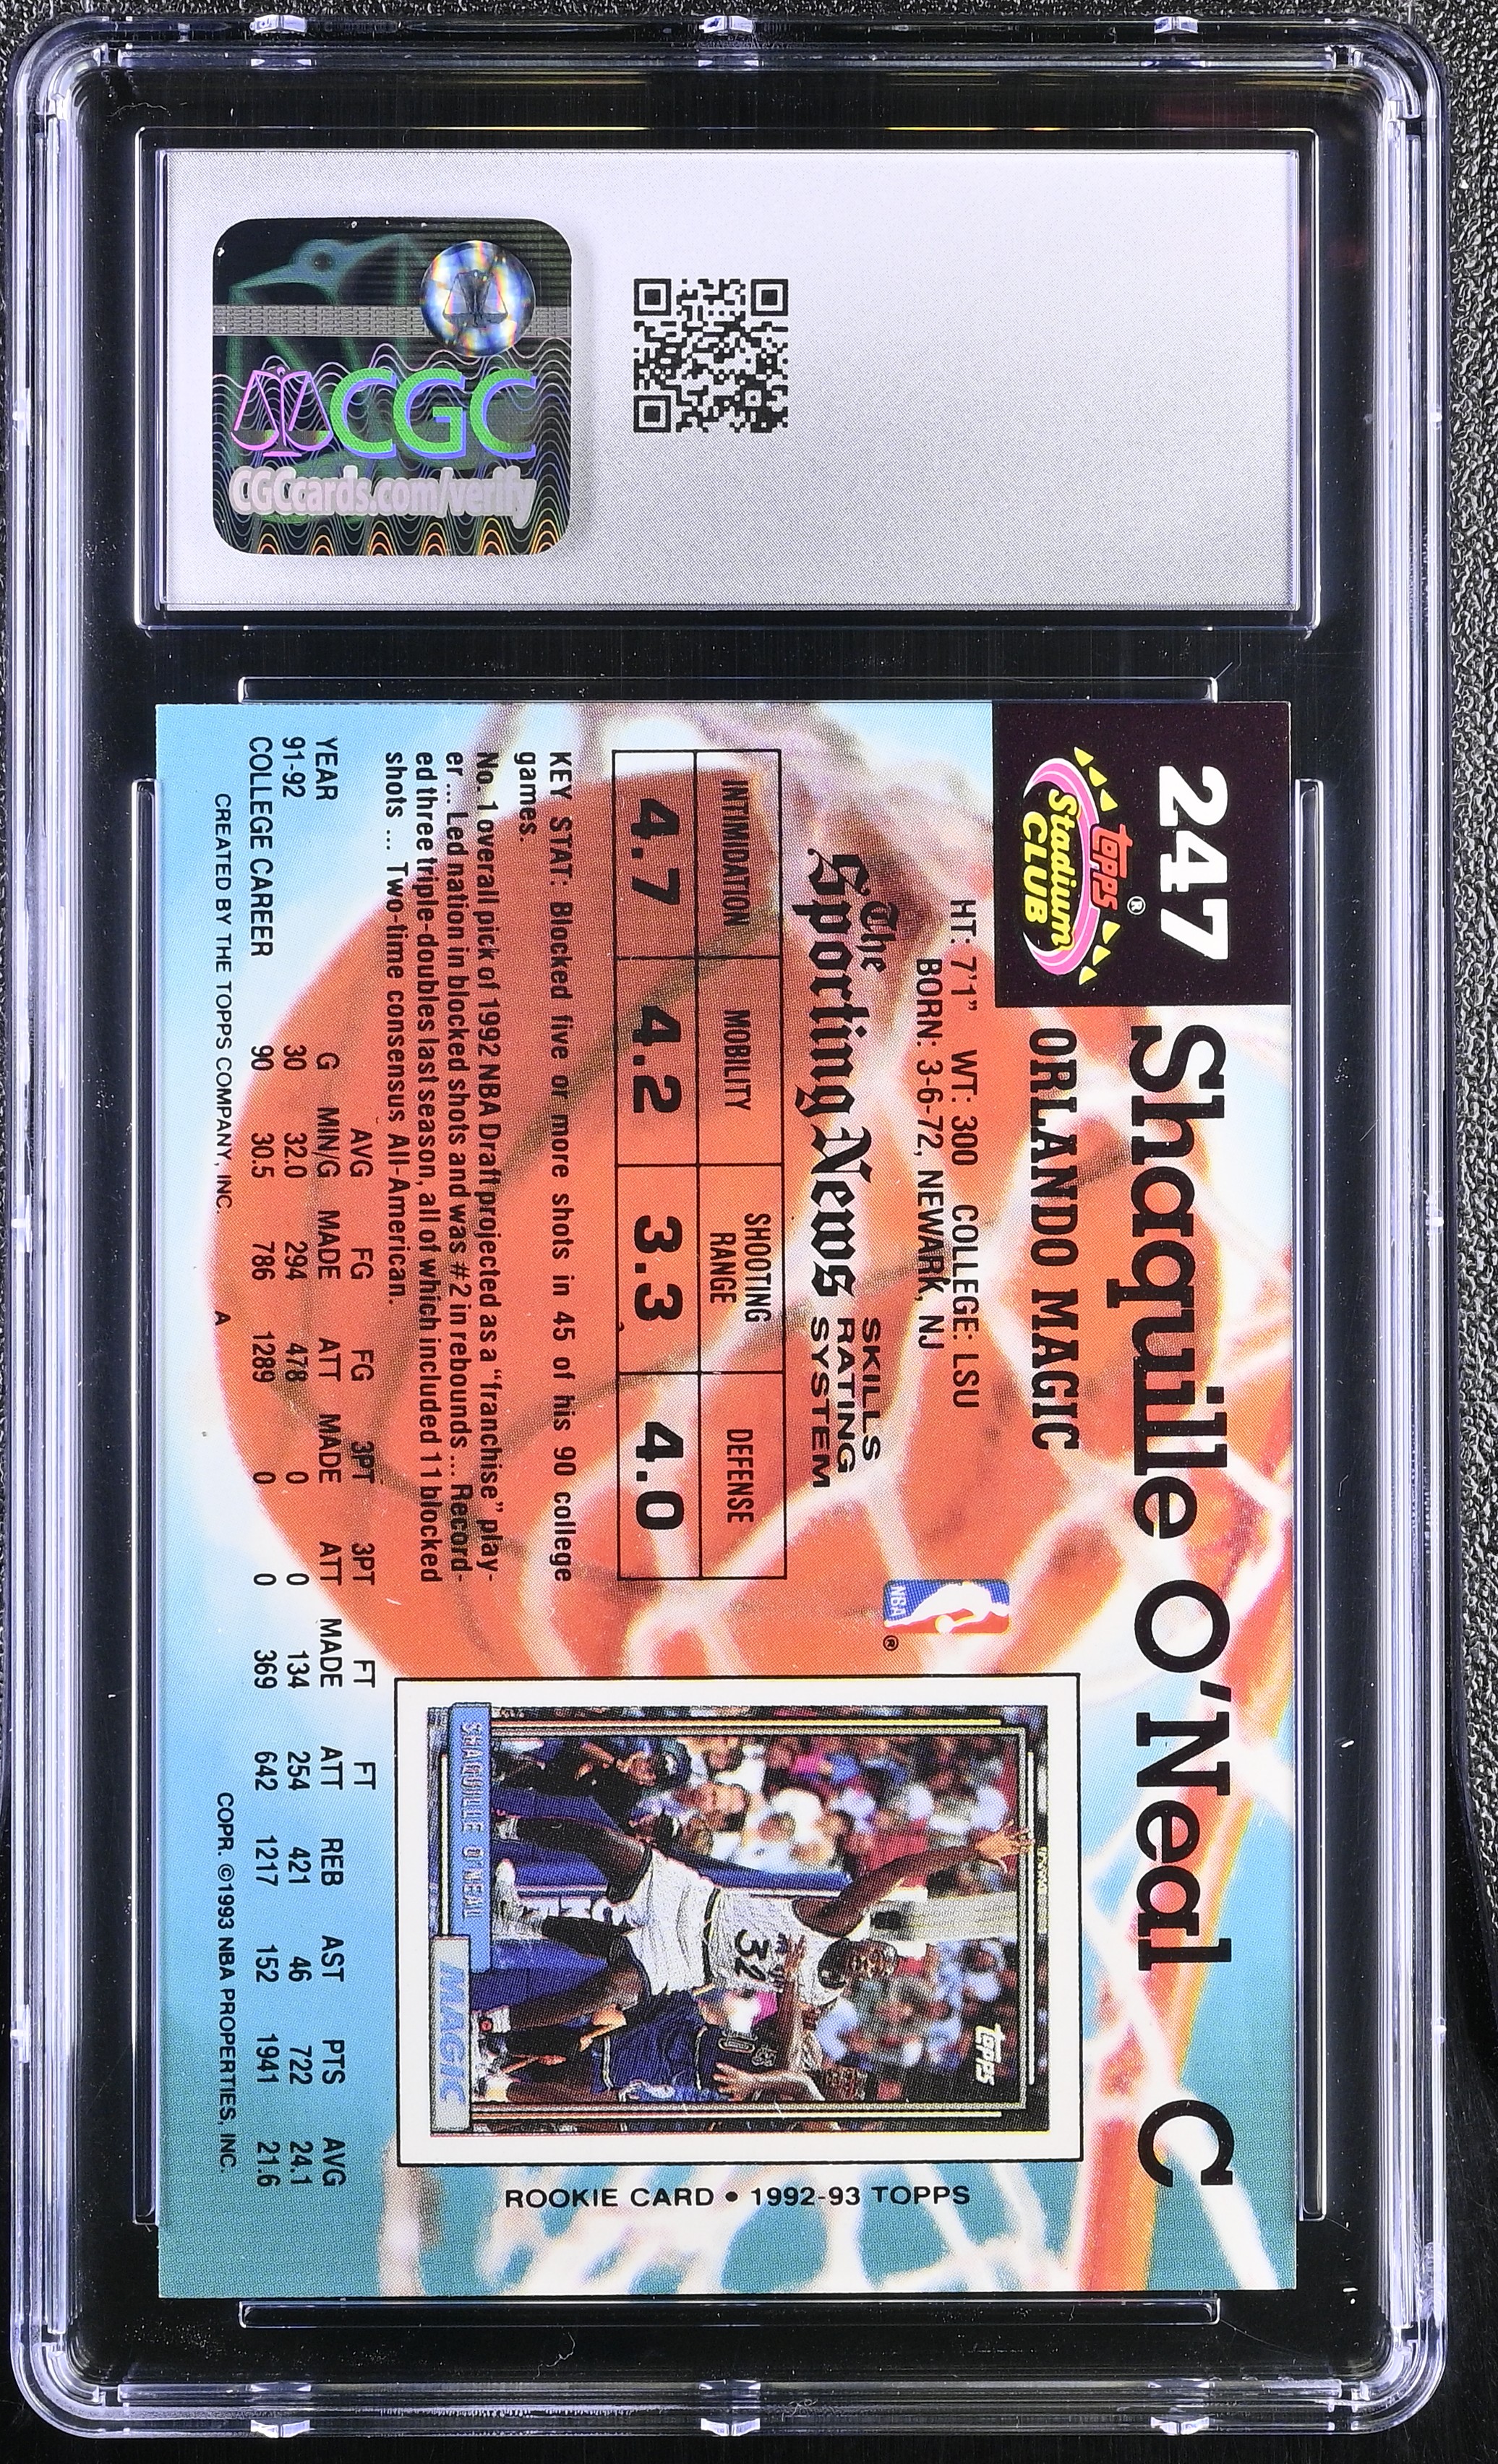 CGC
CGCcards.com/verify
247
Topps®
Stadium
CLUB
Shaquille O'Neal C
ORLANDO MAGIC
HT: 7'1" WT: 300 COLLEGE: LSU
BORN: 3-6-72, NEWARK, NJ
The
Sporting News
SKILLS
RATING
SYSTEM
INTIMIDATION MOBILITY SHOOTING RANGE DEFENSE
4.7 4.2 3.3 4.0
KEY STAT: Blocked five or more shots in 45 of his 90 college
games.
No. 1 overall pick of 1992 NBA Draft projected as a "franchise" play-
er ... Led nation in blocked shots and was #2 in rebounds ... Record-
ed three triple-doubles last season, all of which included 11 blocked
shots ... Two-time consensus All-American.
AVG FG FG 3PT 3PT FT FT
YEAR G MIN/G MADE ATT MADE ATT MADE ATT REB AST PTS AVG
91-92 30 32.0 294 478 0 0 134 254 421 46 722 24.1
COLLEGE CAREER 90 30.5 786 1289 0 0 369 642 1217 152 1941 21.6
CREATED BY THE TOPPS COMPANY, INC. A COPR. ©1993 NBA PROPERTIES, INC.
NBA
®
TOPPS
32
SHAQUILLE O'NEAL
MAGIC
ROOKIE CARD • 1992-93 TOPPS